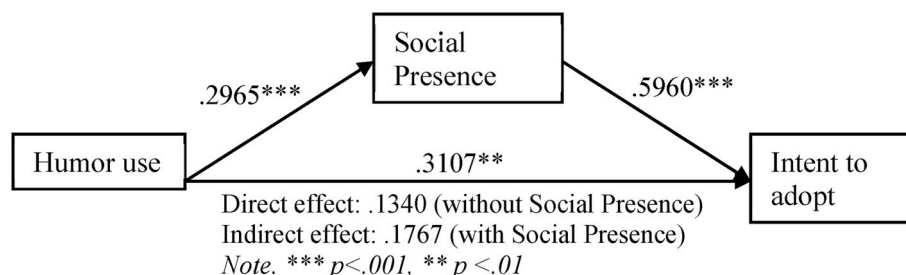 Social
Presence
.2965***
.5960***
Humor use
.3107**
Intent to
adopt
Direct effect: .1340 (without Social Presence)
Indirect effect: .1767 (with Social Presence)
Note. *** p<.001, ** p <.01